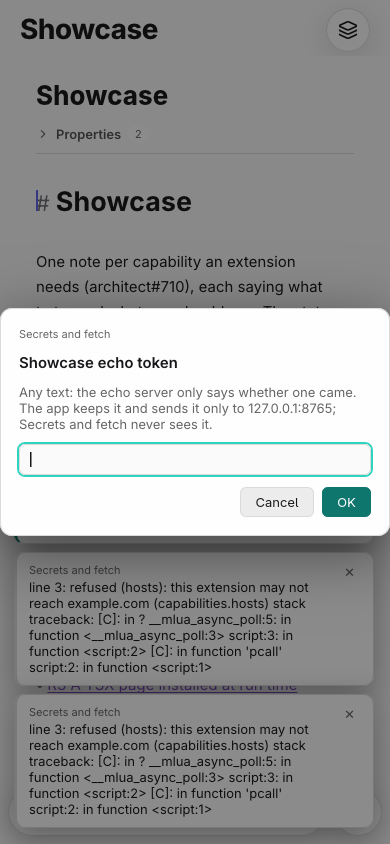 Showcase
Showcase
Properties 2
# Showcase
One note per capability an extension
needs (architect#710), each saying what
Secrets and fetch
Showcase echo token
Any text: the echo server only says whether one came.
The app keeps it and sends it only to 127.0.0.1:8765;
Secrets and fetch never sees it.
Cancel
OK
Secrets and fetch
line 3: refused (hosts): this extension may not
reach example.com (capabilities.hosts) stack
traceback: [C]: in ? __mlua_async_poll:5: in
function <__mlua_async_poll:3> script:3: in
function <script:2> [C]: in function 'pcall'
script:2: in function <script:1>
Secrets and fetch
line 3: refused (hosts): this extension may not
reach example.com (capabilities.hosts) stack
traceback: [C]: in ? __mlua_async_poll:5: in
function <__mlua_async_poll:3> script:3: in
function <script:2> [C]: in function 'pcall'
script:2: in function <script:1>